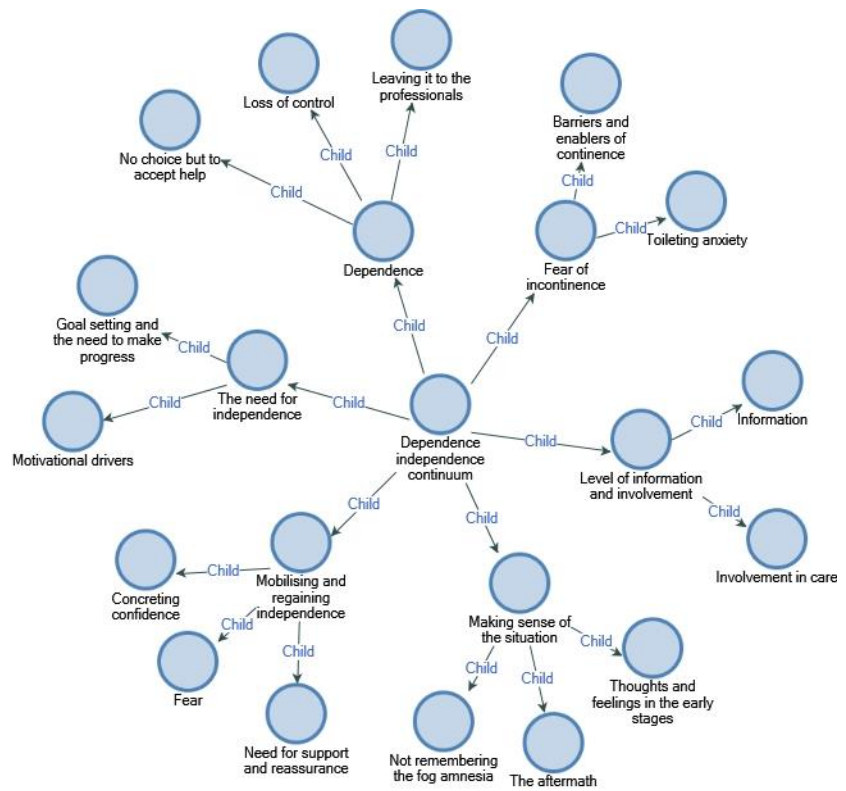 Leaving it to the
professionals
Loss of control
No choice but to
accept help
Child
Child
Child
Dependence
Barriers and
enablers of
continence
Child
Child
Toileting anxiety
Fear of
incontinence
Child
Child
Goal setting and
the need to make
progress
Child
Child
The need for
independence
Child
Motivational drivers
Dependence
independence
continuum
Child
Level of information
and involvement
Child
Information
Child
Involvement in care
Child
Mobilising and
regaining
independence
Child
Concreting
confidence
Child
Fear
Child
Need for support
and reassurance
Child
Making sense of
the situation
Child
Not remembering
the fog amnesia
Child
The aftermath
Child
Thoughts and
feelings in the early
stages